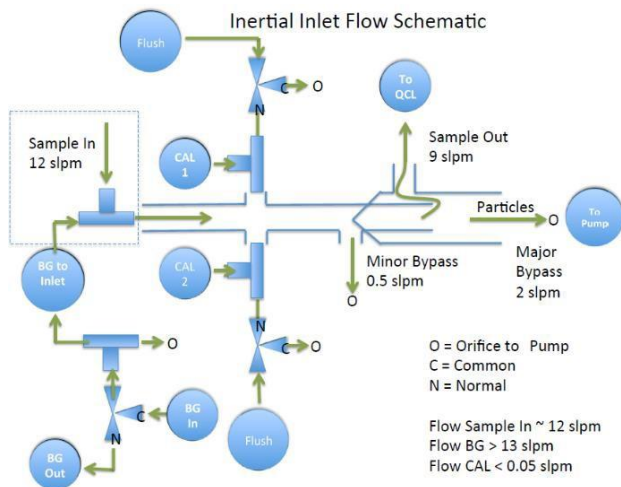 Inertial Inlet Flow Schematic
Flush
C
O
N
To
QCL
Sample In
12 slpm
CAL
1
Sample Out
9 slpm
Particles
O
To
Pump
BG to
Inlet
CAL
2
Minor Bypass
0.5 slpm
Major
Bypass
2 slpm
O
N
O
C
O
O = Orifice to Pump
C = Common
N = Normal
C
BG
In
N
Flush
BG
Out
Flow Sample In ~ 12 slpm
Flow BG > 13 slpm
Flow CAL < 0.05 slpm